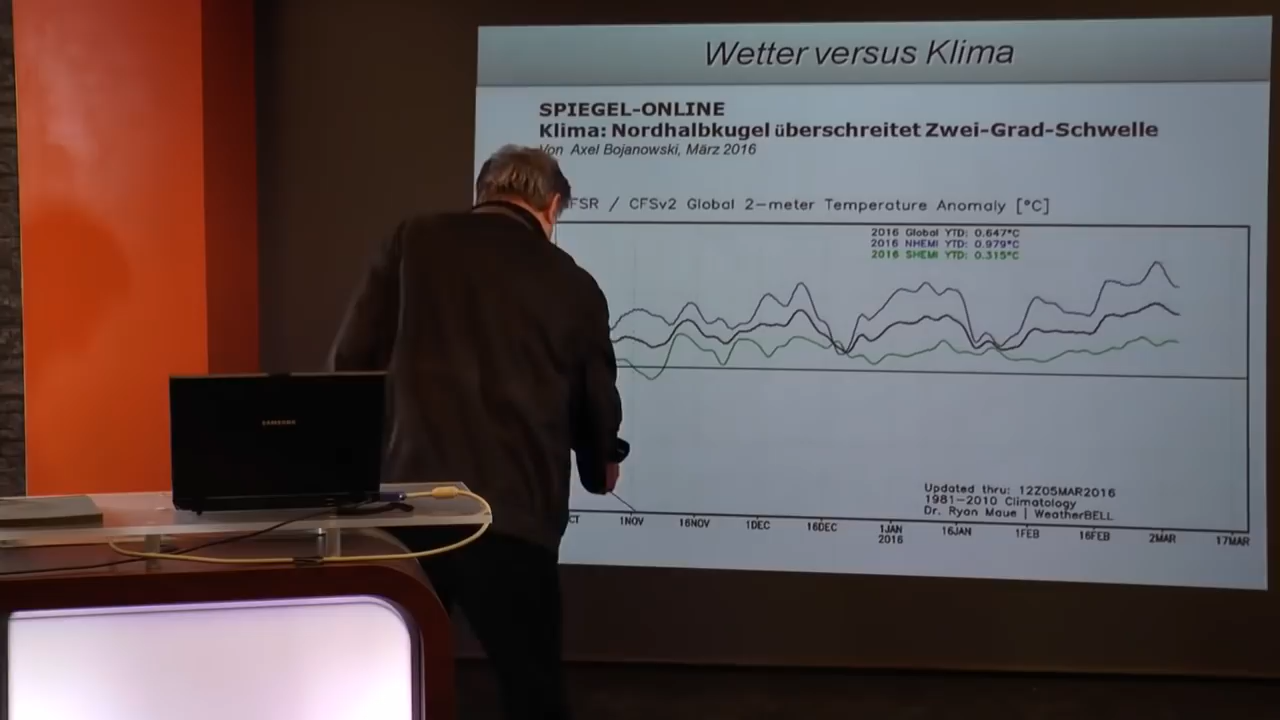 Wetter versus Klima
SPIEGEL-ONLINE
Klima: Nordhalbkugel überschreitet Zwei-Grad-Schwelle
Von Axel Bojanowski, März 2016
FSR / CFSv2 Global 2-meter Temperature Anomaly [°C]
2016 Global YTD: 0.647°C
2016 NHEMI YTD: 0.979°C
2016 SHEMI YTD: 0.315°C
SAMSUNG
Updated thru: 12Z05MAR2016
1981-2010 Climatology
Dr. Ryan Maue | WeatherBELL
CT 1NOV 16NOV 1DEC 16DEC 1JAN 16JAN 1FEB 16FEB 2MAR 17MAR
2016